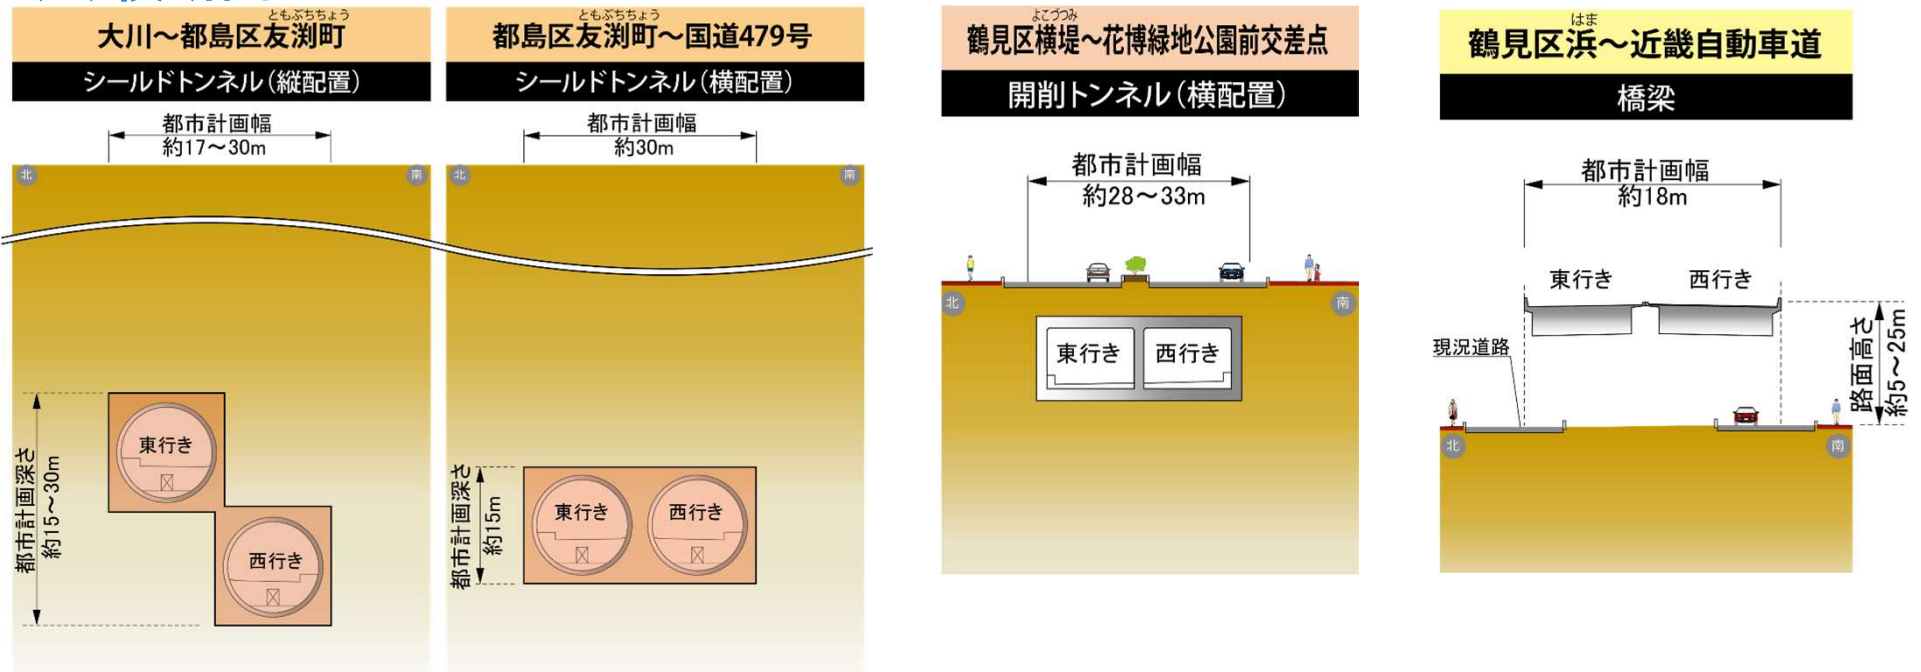 ともぶちちょう
大川～都島区友渕町
シールドトンネル（縦配置）
都市計画幅
約17～30m
北
南
都市計画深さ
約15～30m
東行き
西行き
ともぶちちょう
都島区友渕町～国道479号
シールドトンネル（横配置）
都市計画幅
約30m
北
南
都市計画深さ
約15m
東行き
西行き
よこづつみ
鶴見区横堤～花博緑地公園前交差点
開削トンネル（横配置）
都市計画幅
約28～33m
北
南
東行き
西行き
はま
鶴見区浜～近畿自動車道
橋梁
都市計画幅
約18m
東行き
西行き
現況道路
路面高さ
約5～25m
北
南